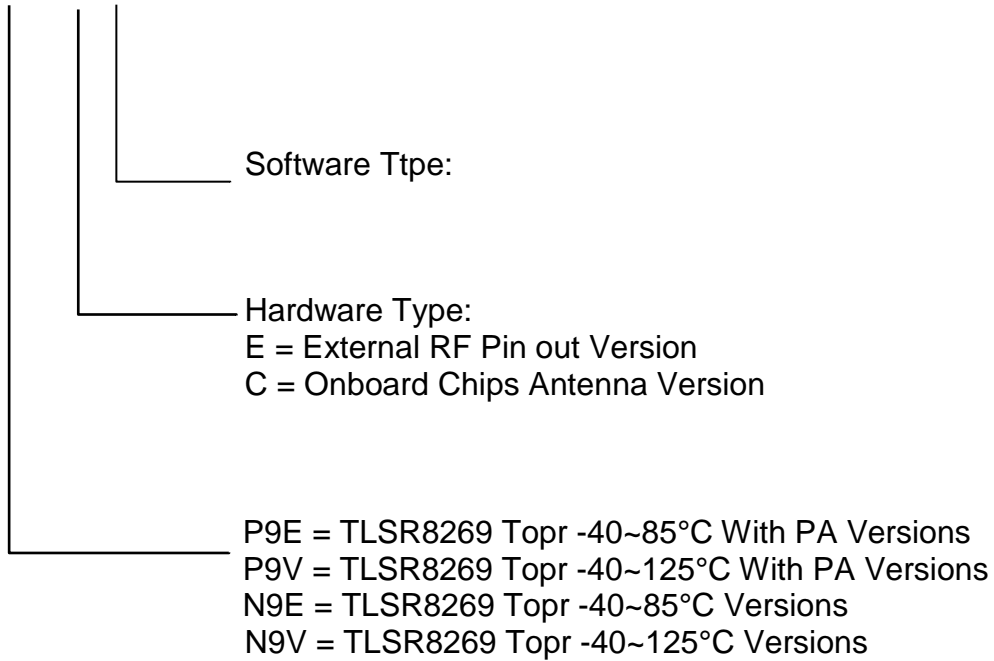 Software Ttpe:
Hardware Type:
E = External RF Pin out Version
C = Onboard Chips Antenna Version
P9E = TLSR8269 Topr -40~85°C With PA Versions
P9V = TLSR8269 Topr -40~125°C With PA Versions
N9E = TLSR8269 Topr -40~85°C Versions
N9V = TLSR8269 Topr -40~125°C Versions